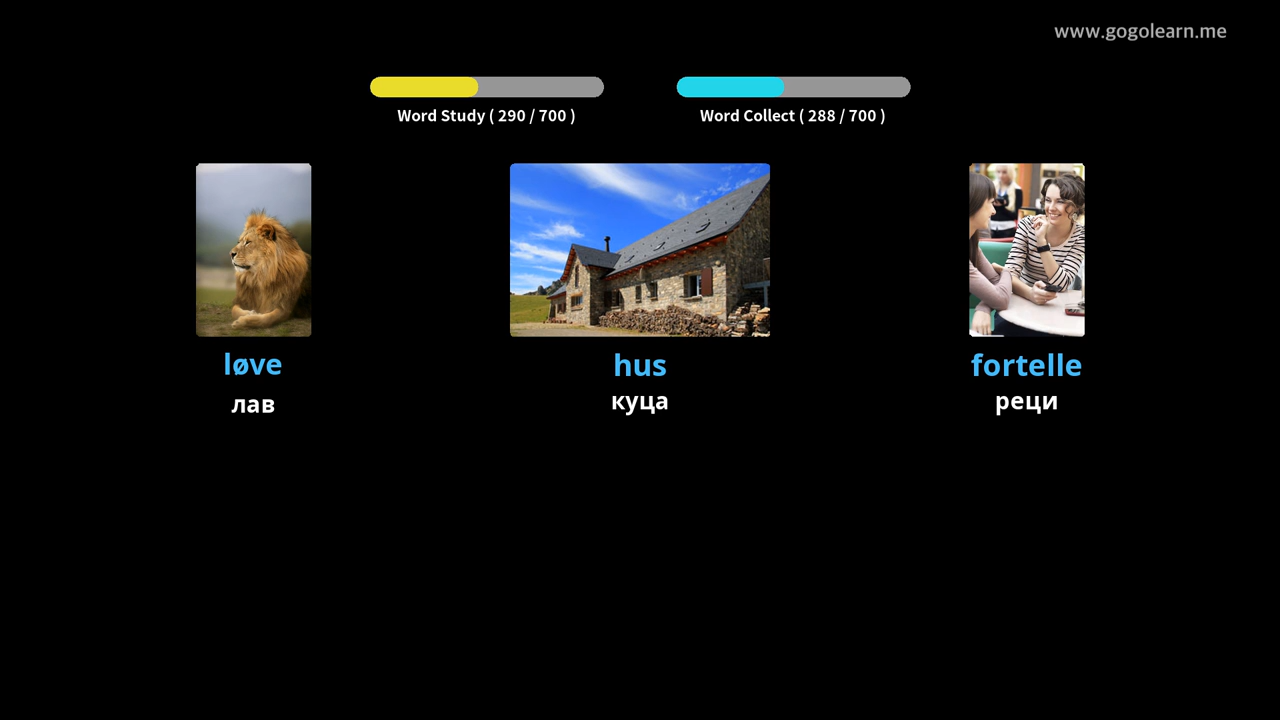 www.gogolearn.me
Word Study ( 290 / 700 )
Word Collect ( 288 / 700 )
løve
hus
fortelle
лав
куца
реци